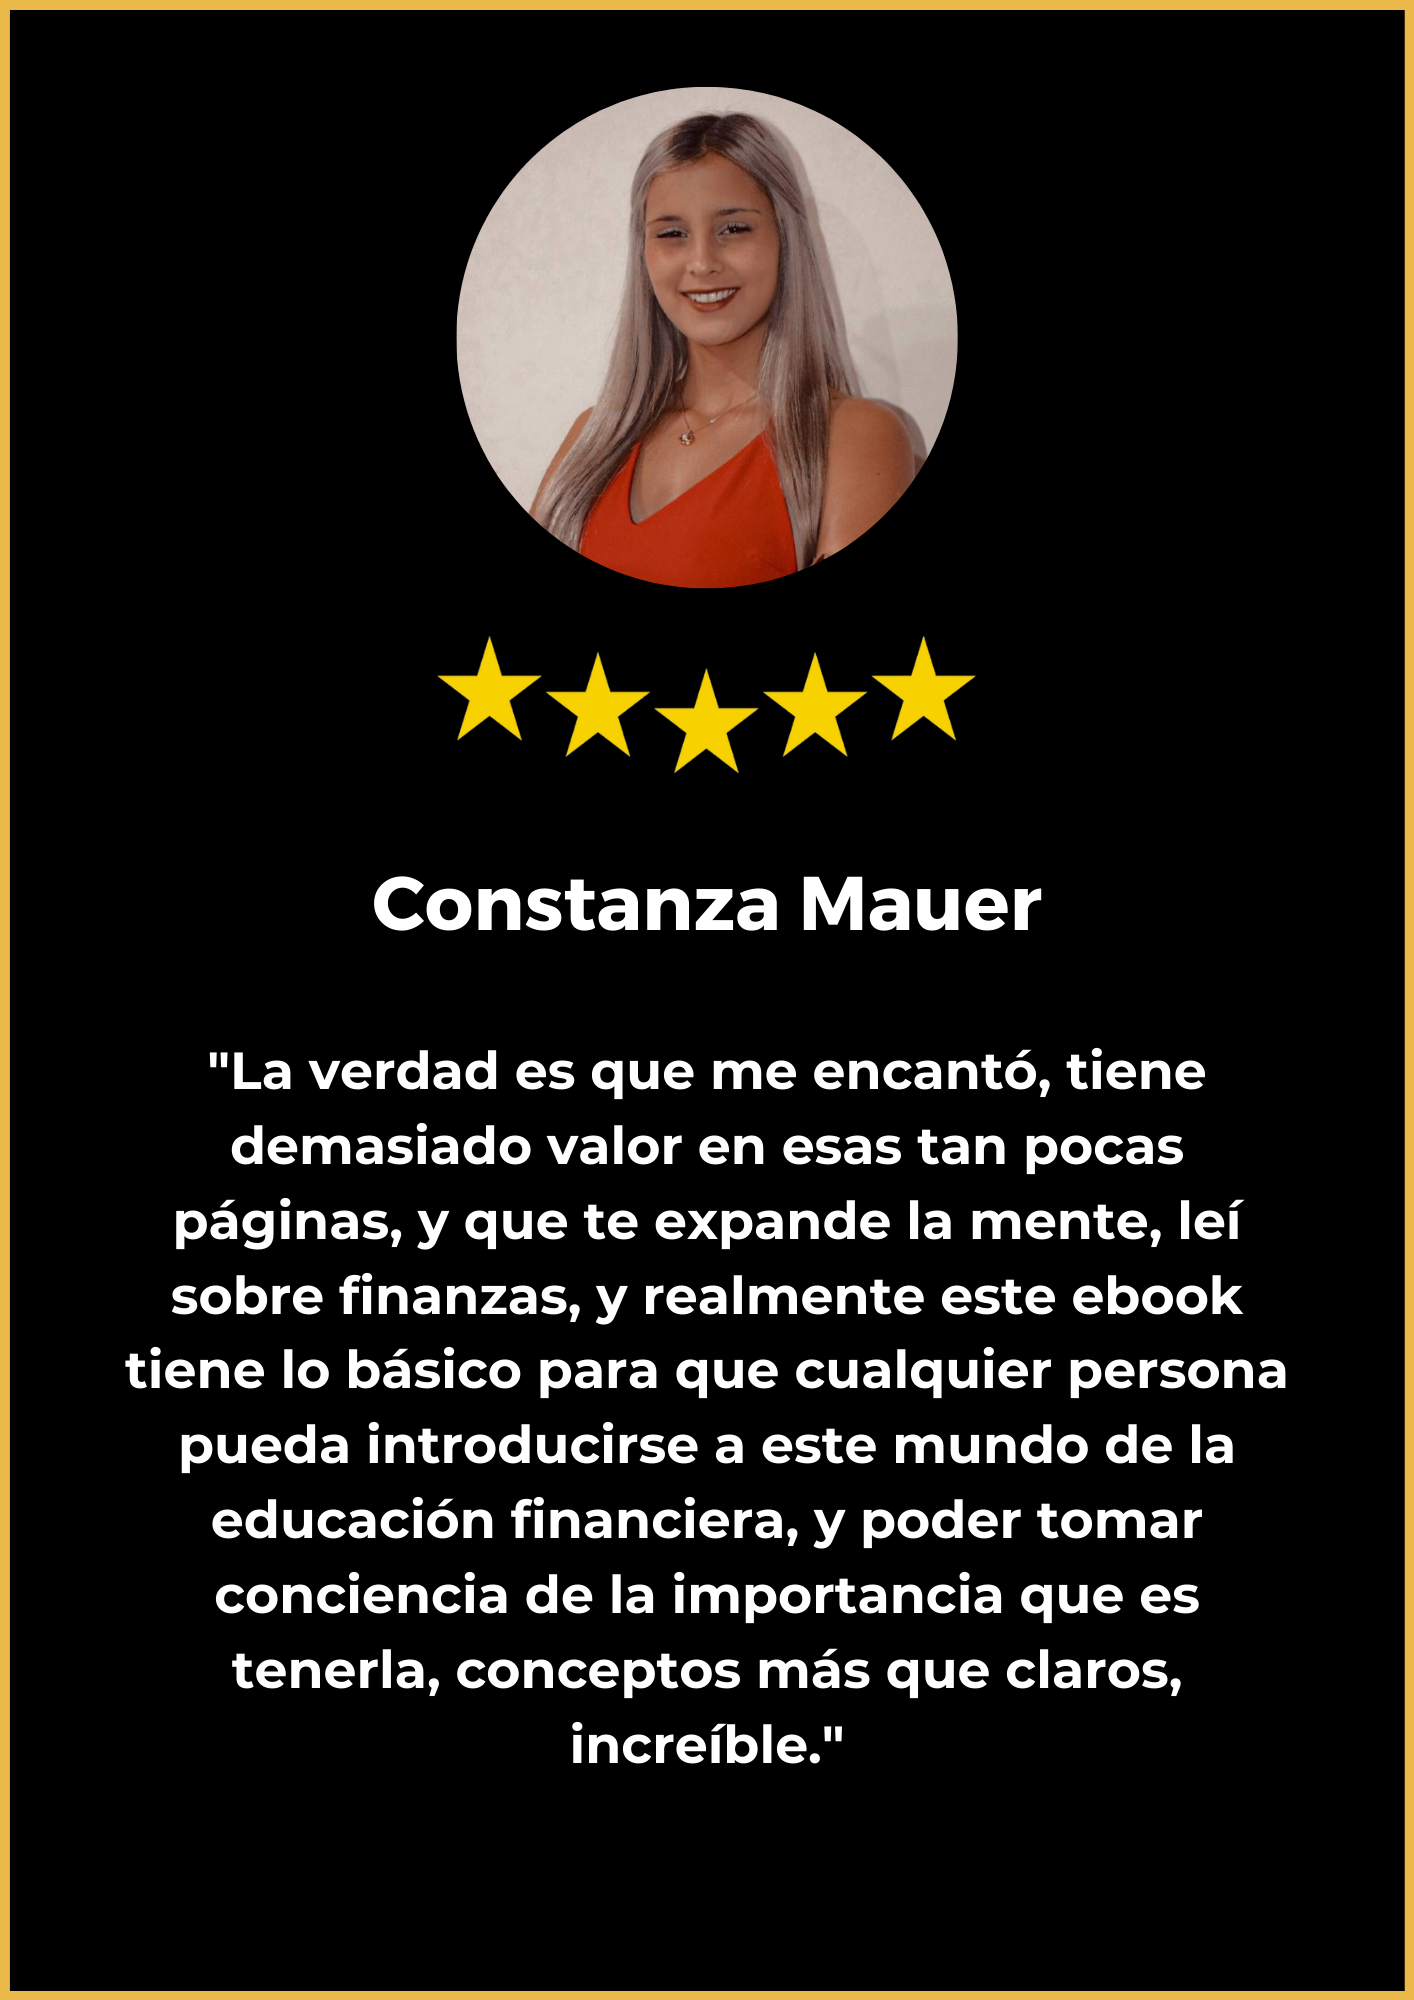 Constanza Mauer
"La verdad es que me encantó, tiene
demasiado valor en esas tan pocas
páginas, y que te expande la mente, leí
sobre finanzas, y realmente este ebook
tiene lo básico para que cualquier persona
pueda introducirse a este mundo de la
educación financiera, y poder tomar
conciencia de la importancia que es
tenerla, conceptos más que claros,
increíble."